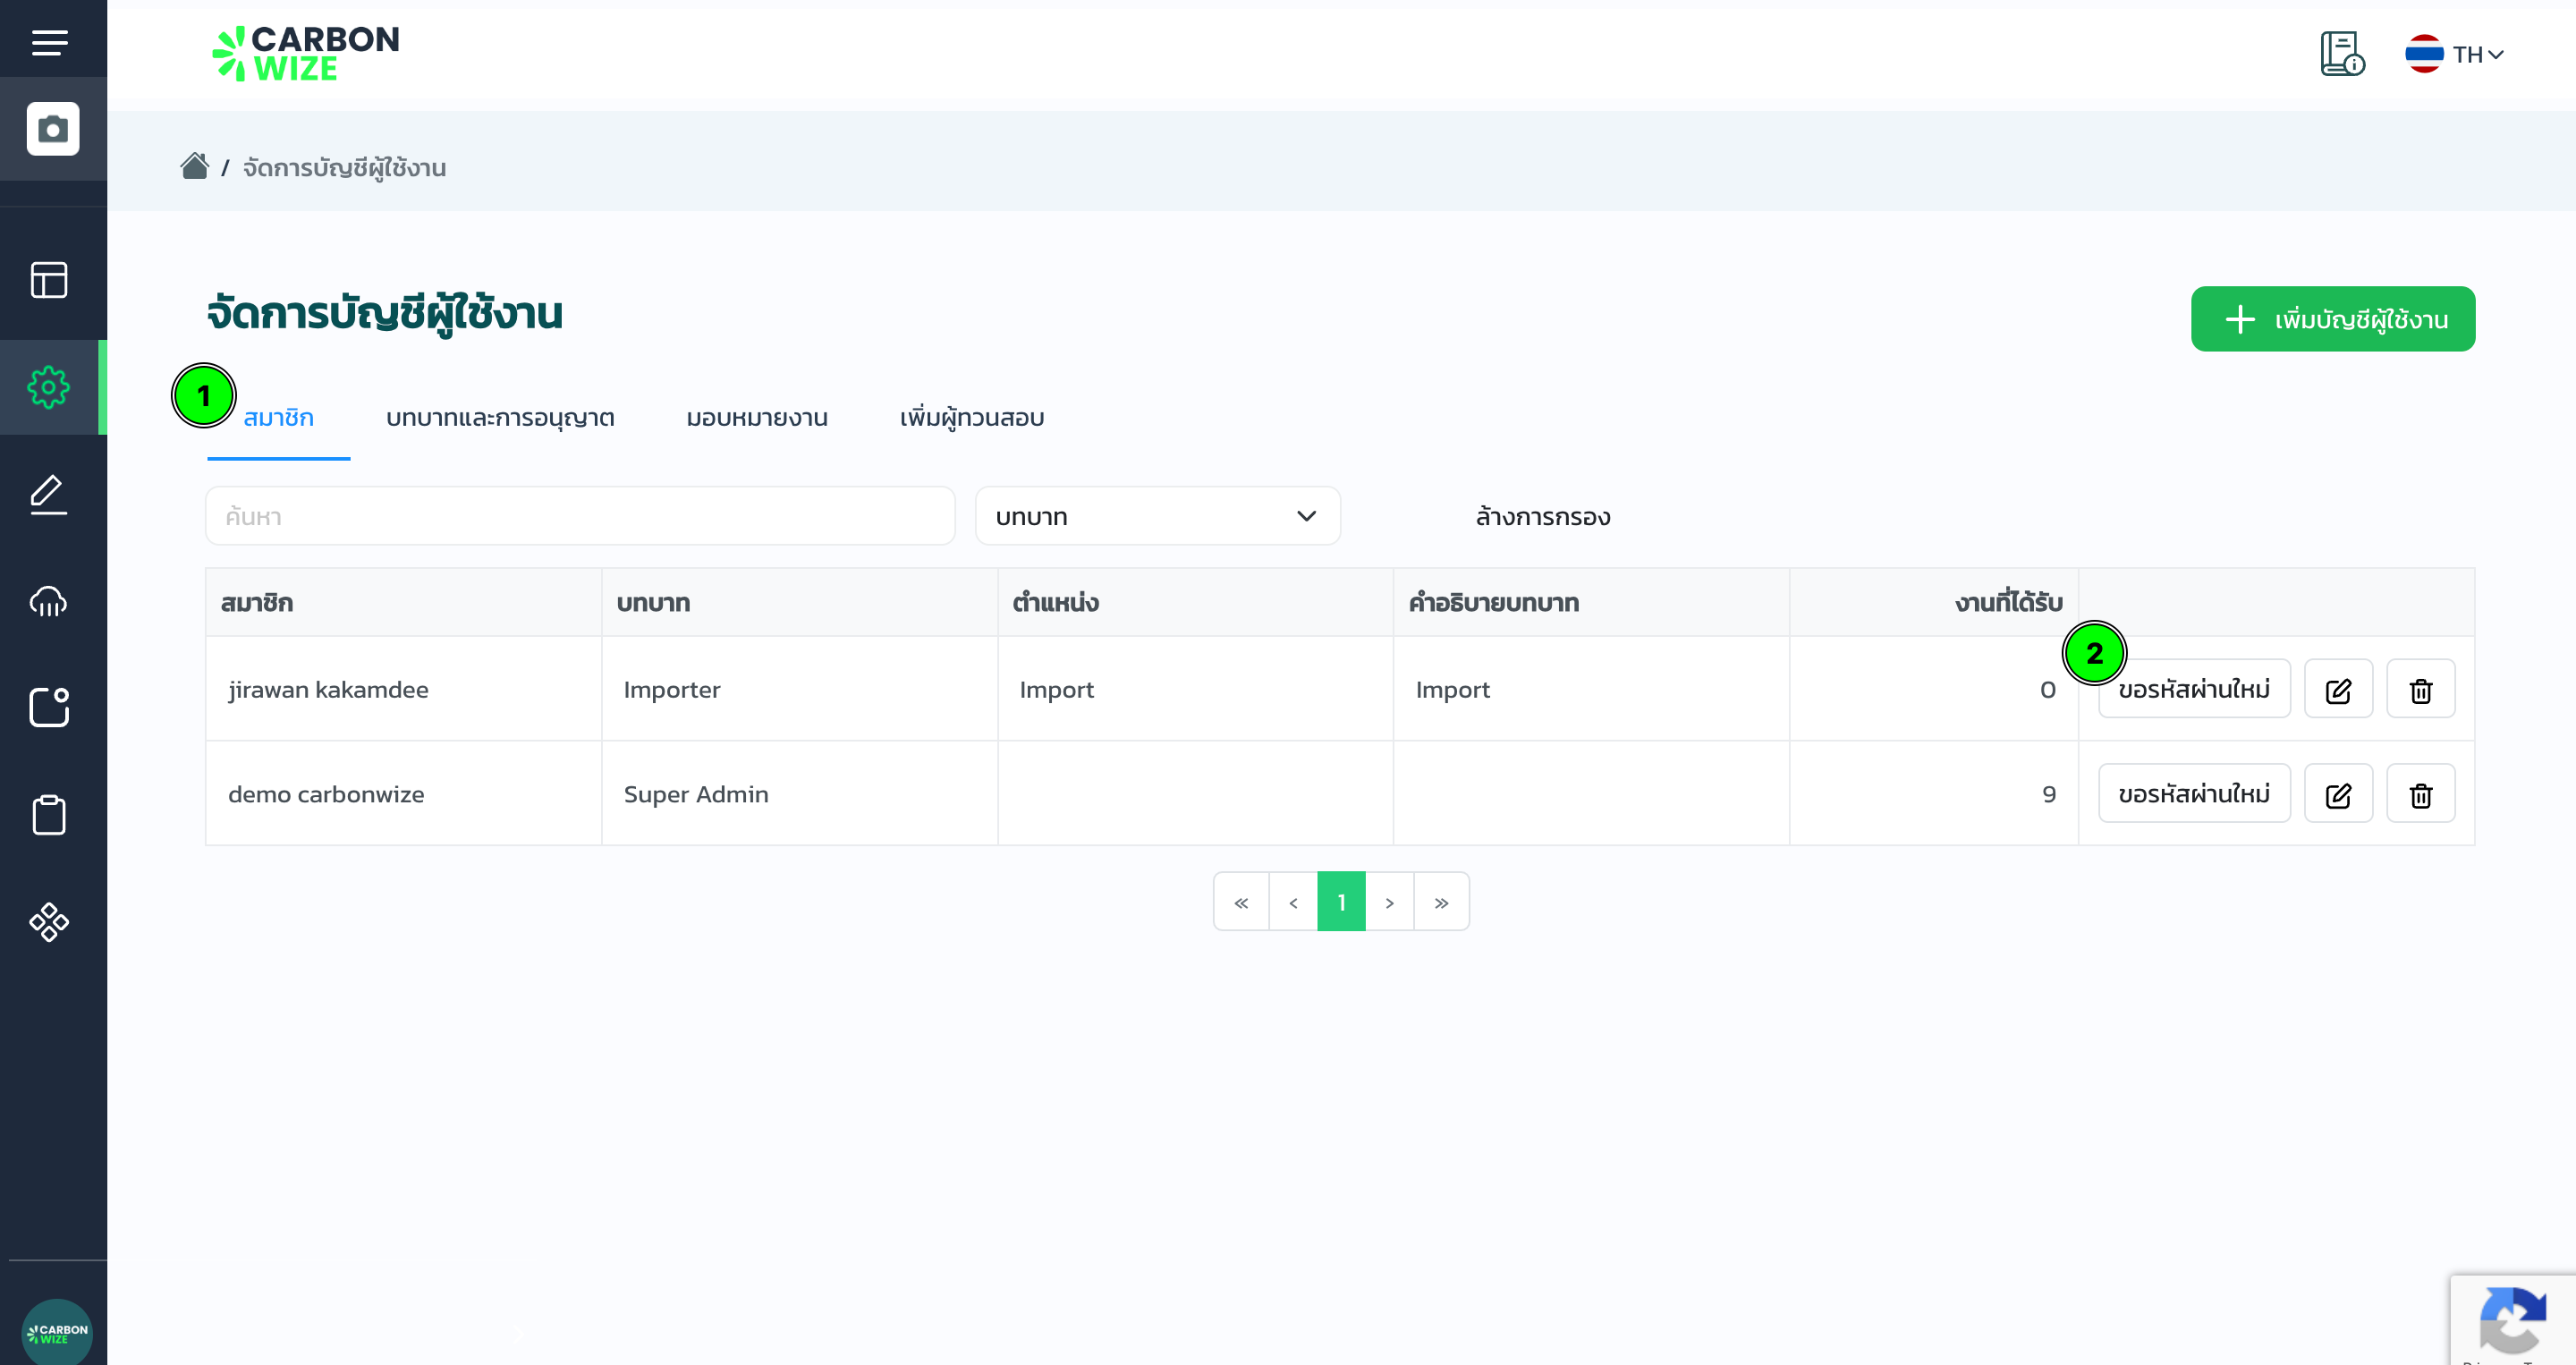 CARBON
WIZE
TH
/ จัดการบัญชีผู้ใช้งาน
จัดการบัญชีผู้ใช้งาน
เพิ่มบัญชีผู้ใช้งาน
1
สมาชิก บทบาทและการอนุญาต มอบหมายงาน เพิ่มผู้ทวนสอบ
ค้นหา บทบาท ล้างการกรอง
สมาชิก บทบาท ตำแหน่ง คำอธิบายบทบาท งานที่ได้รับ
2
jirawan kakamdee Importer Import Import 0 ขอรหัสผ่านใหม่
demo carbonwize Super Admin 9 ขอรหัสผ่านใหม่
« ‹ 1 › »
CARBON
WIZE